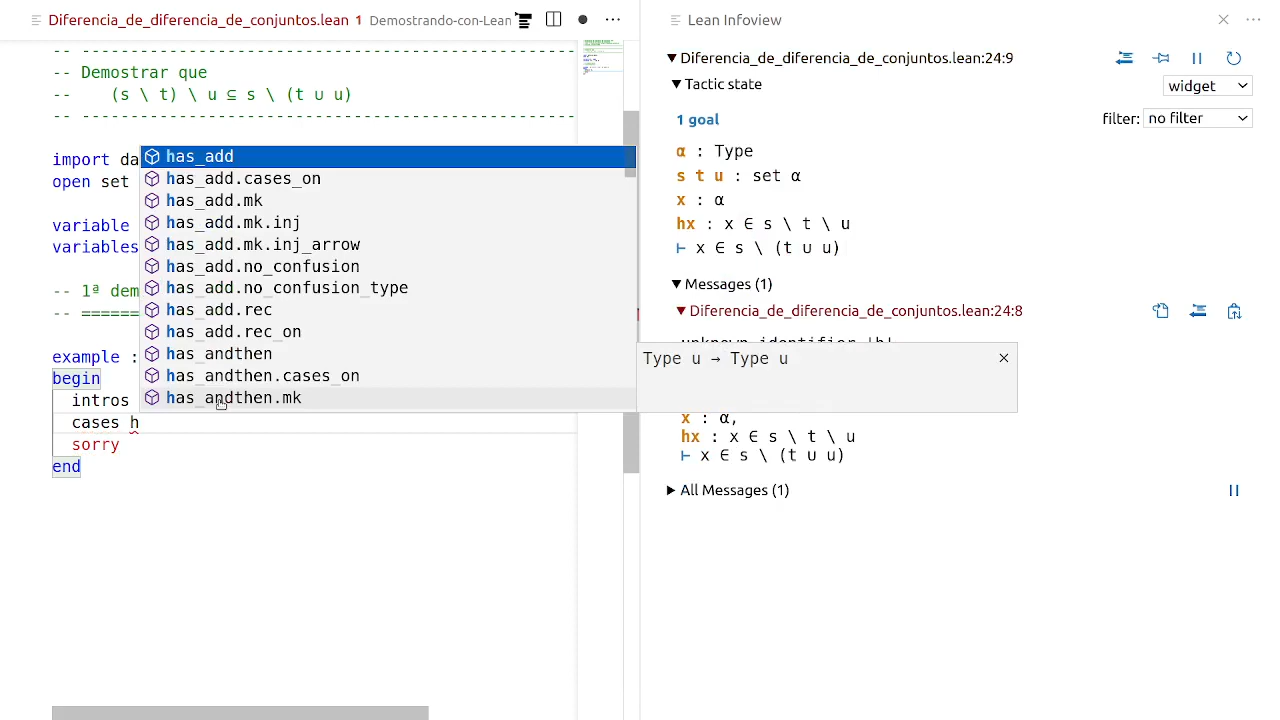 Diferencia_de_diferencia_de_conjuntos.lean 1 Demostrando-con-Lean
-- ----------------------------------------------------
-- Demostrar que
--    (s \ t) \ u ⊆ s \ (t ∪ u)
-- ----------------------------------------------------
import da
open set
variable
variables
-- 1ª dem
-- ======
example :
begin
intros
cases h
sorry
end
has_add
has_add.cases_on
has_add.mk
has_add.mk.inj
has_add.mk.inj_arrow
has_add.no_confusion
has_add.no_confusion_type
has_add.rec
has_add.rec_on
has_andthen
has_andthen.cases_on
has_andthen.mk
Type u → Type u
Lean Infoview
Diferencia_de_diferencia_de_conjuntos.lean:24:9
Tactic state
widget
1 goal
filter: no filter
α : Type
s t u : set α
x : α
hx : x ∈ s \ t \ u
⊢ x ∈ s \ (t ∪ u)
Messages (1)
Diferencia_de_diferencia_de_conjuntos.lean:24:8
unknown identifier 'h'
x : α,
hx : x ∈ s \ t \ u
⊢ x ∈ s \ (t ∪ u)
All Messages (1)